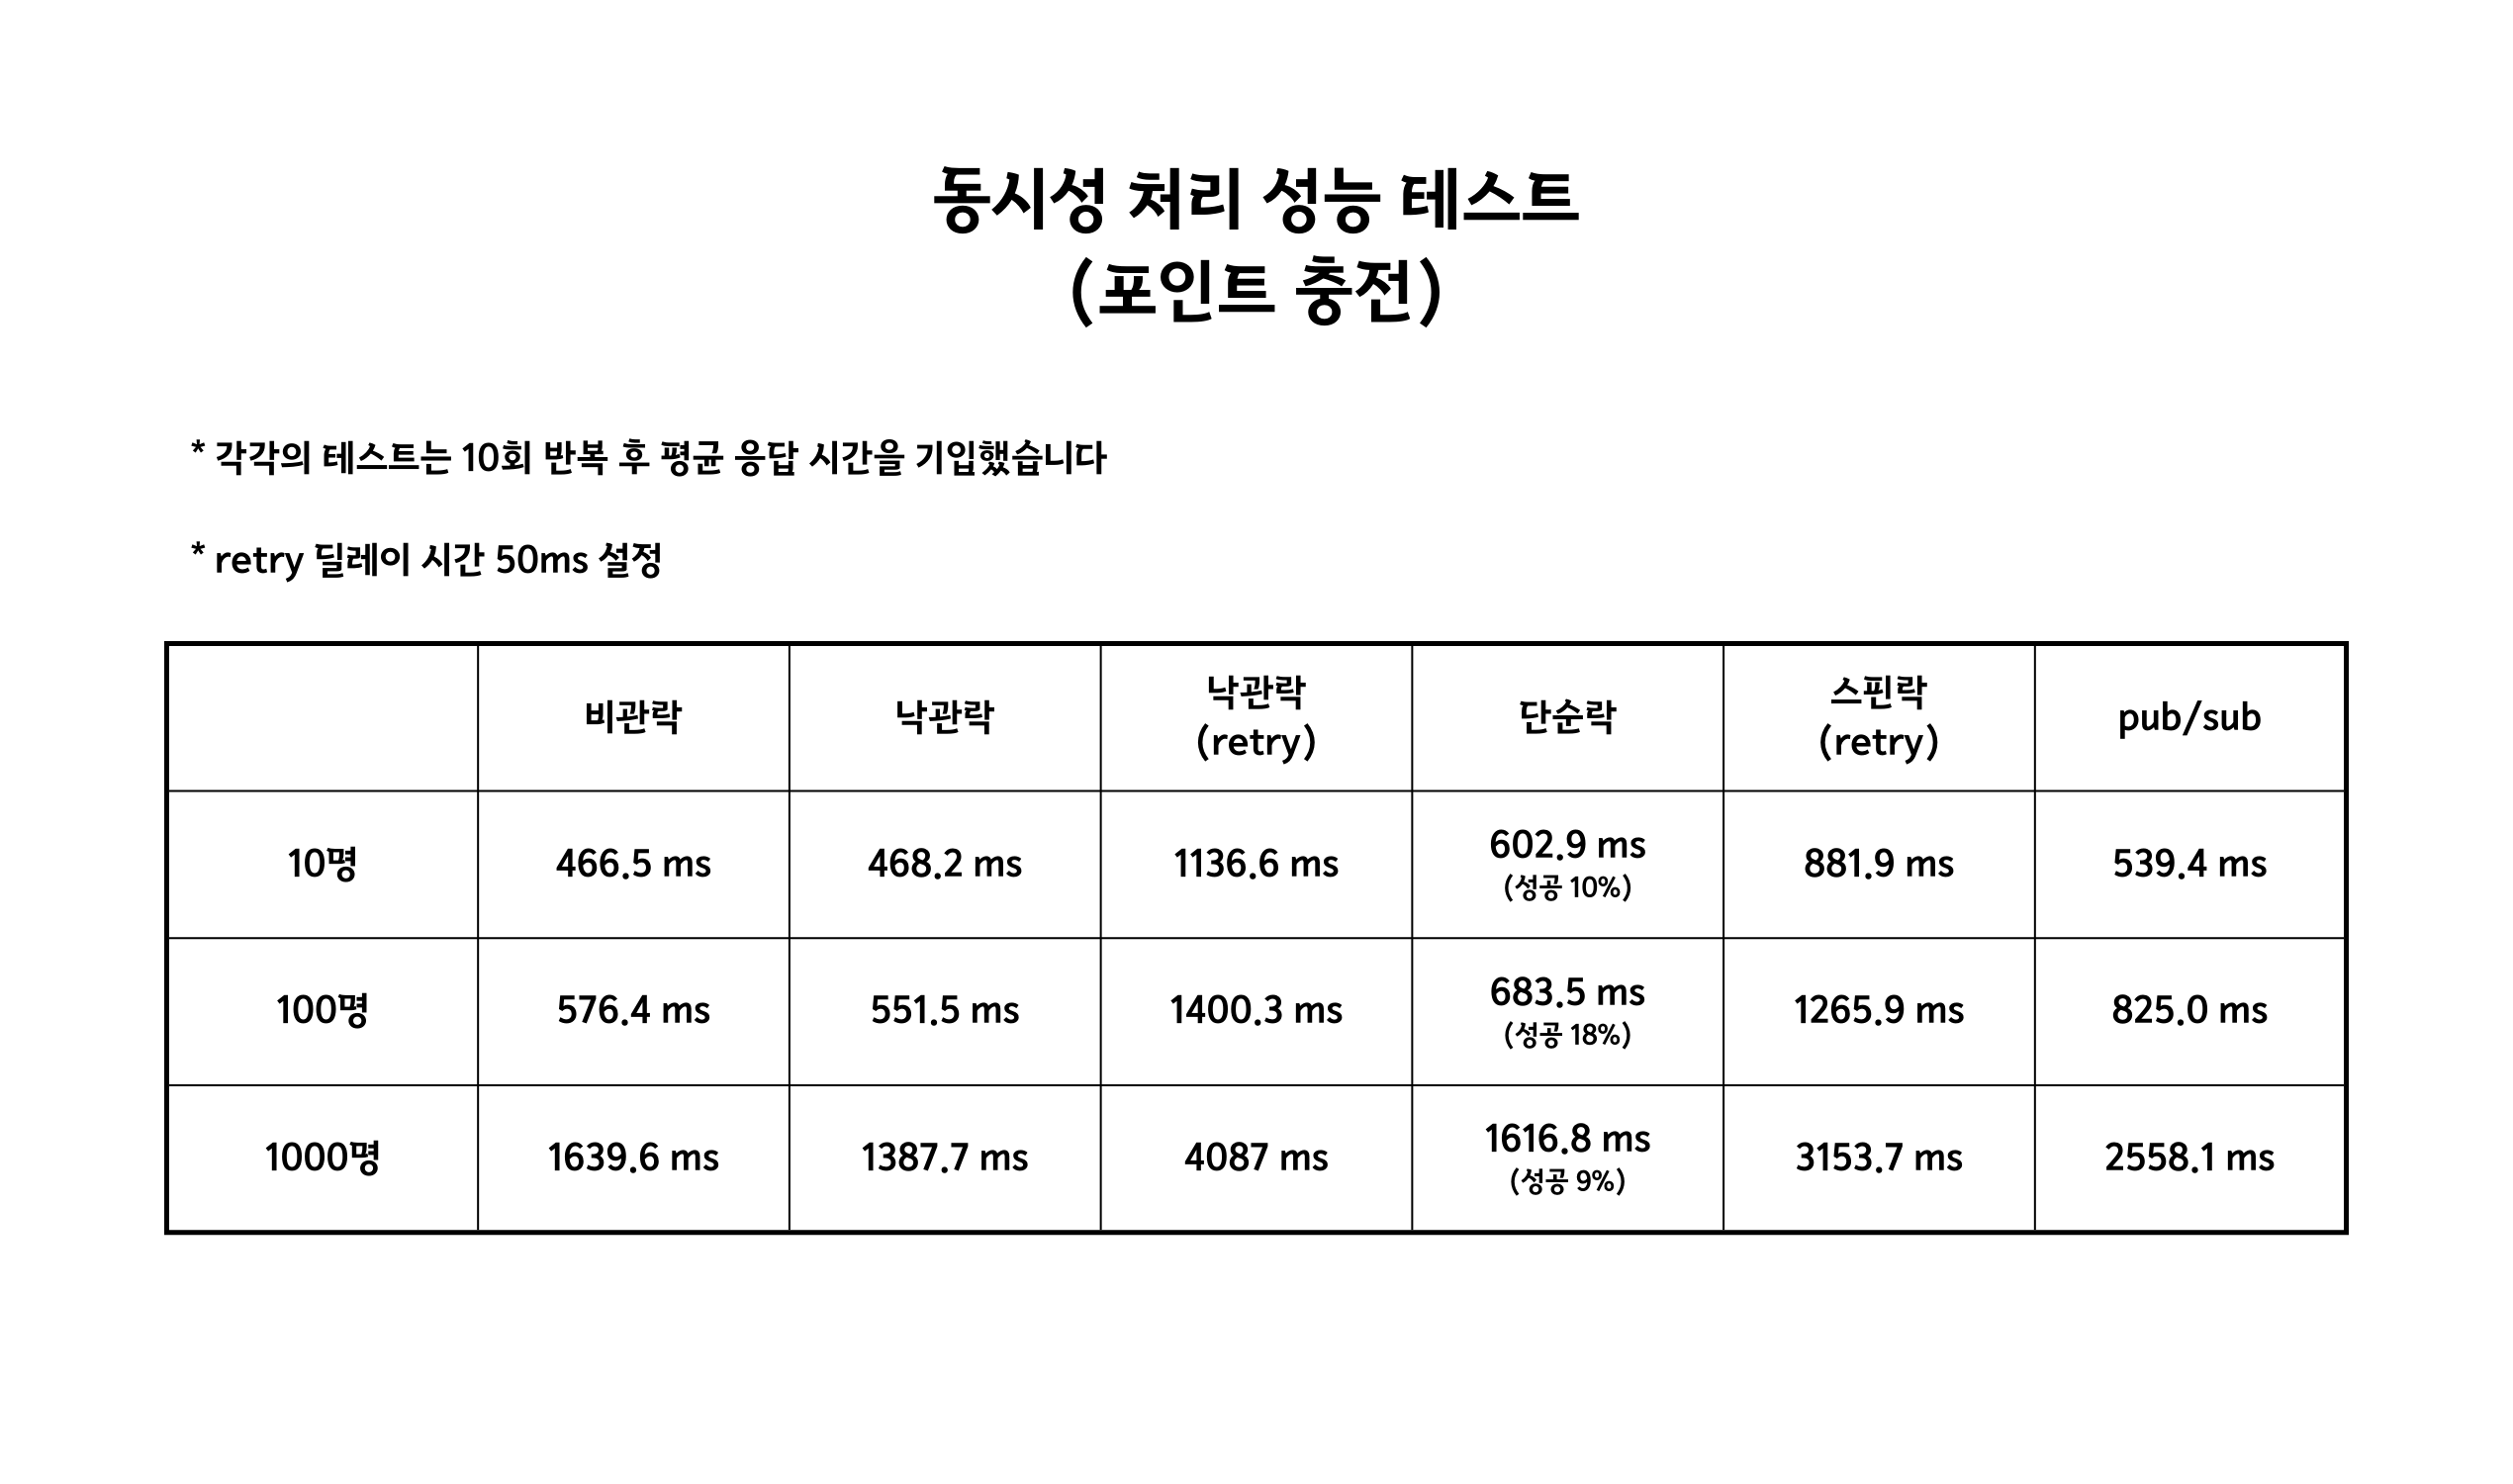 동시성 처리 성능 테스트
(포인트 충전)
* 각각의 테스트는 10회 반복 후 평균 응답 시간을 기입했습니다
* retry 딜레이 시간 50ms 설정
비관락 낙관락 낙관락 (retry) 단순락 스핀락 (retry) pub/sub
10명 466.5 ms 468.2 ms 1136.6 ms 602.9 ms (성공 10%) 881.9 ms 539.4 ms
100명 576.4 ms 551.5 ms 1400.3 ms 683.5 ms (성공 18%) 1265.9 ms 825.0 ms
1000명 1639.6 ms 1387.7 ms 4087 ms 1616.8 ms (성공 9%) 3153.7 ms 2558.1 ms